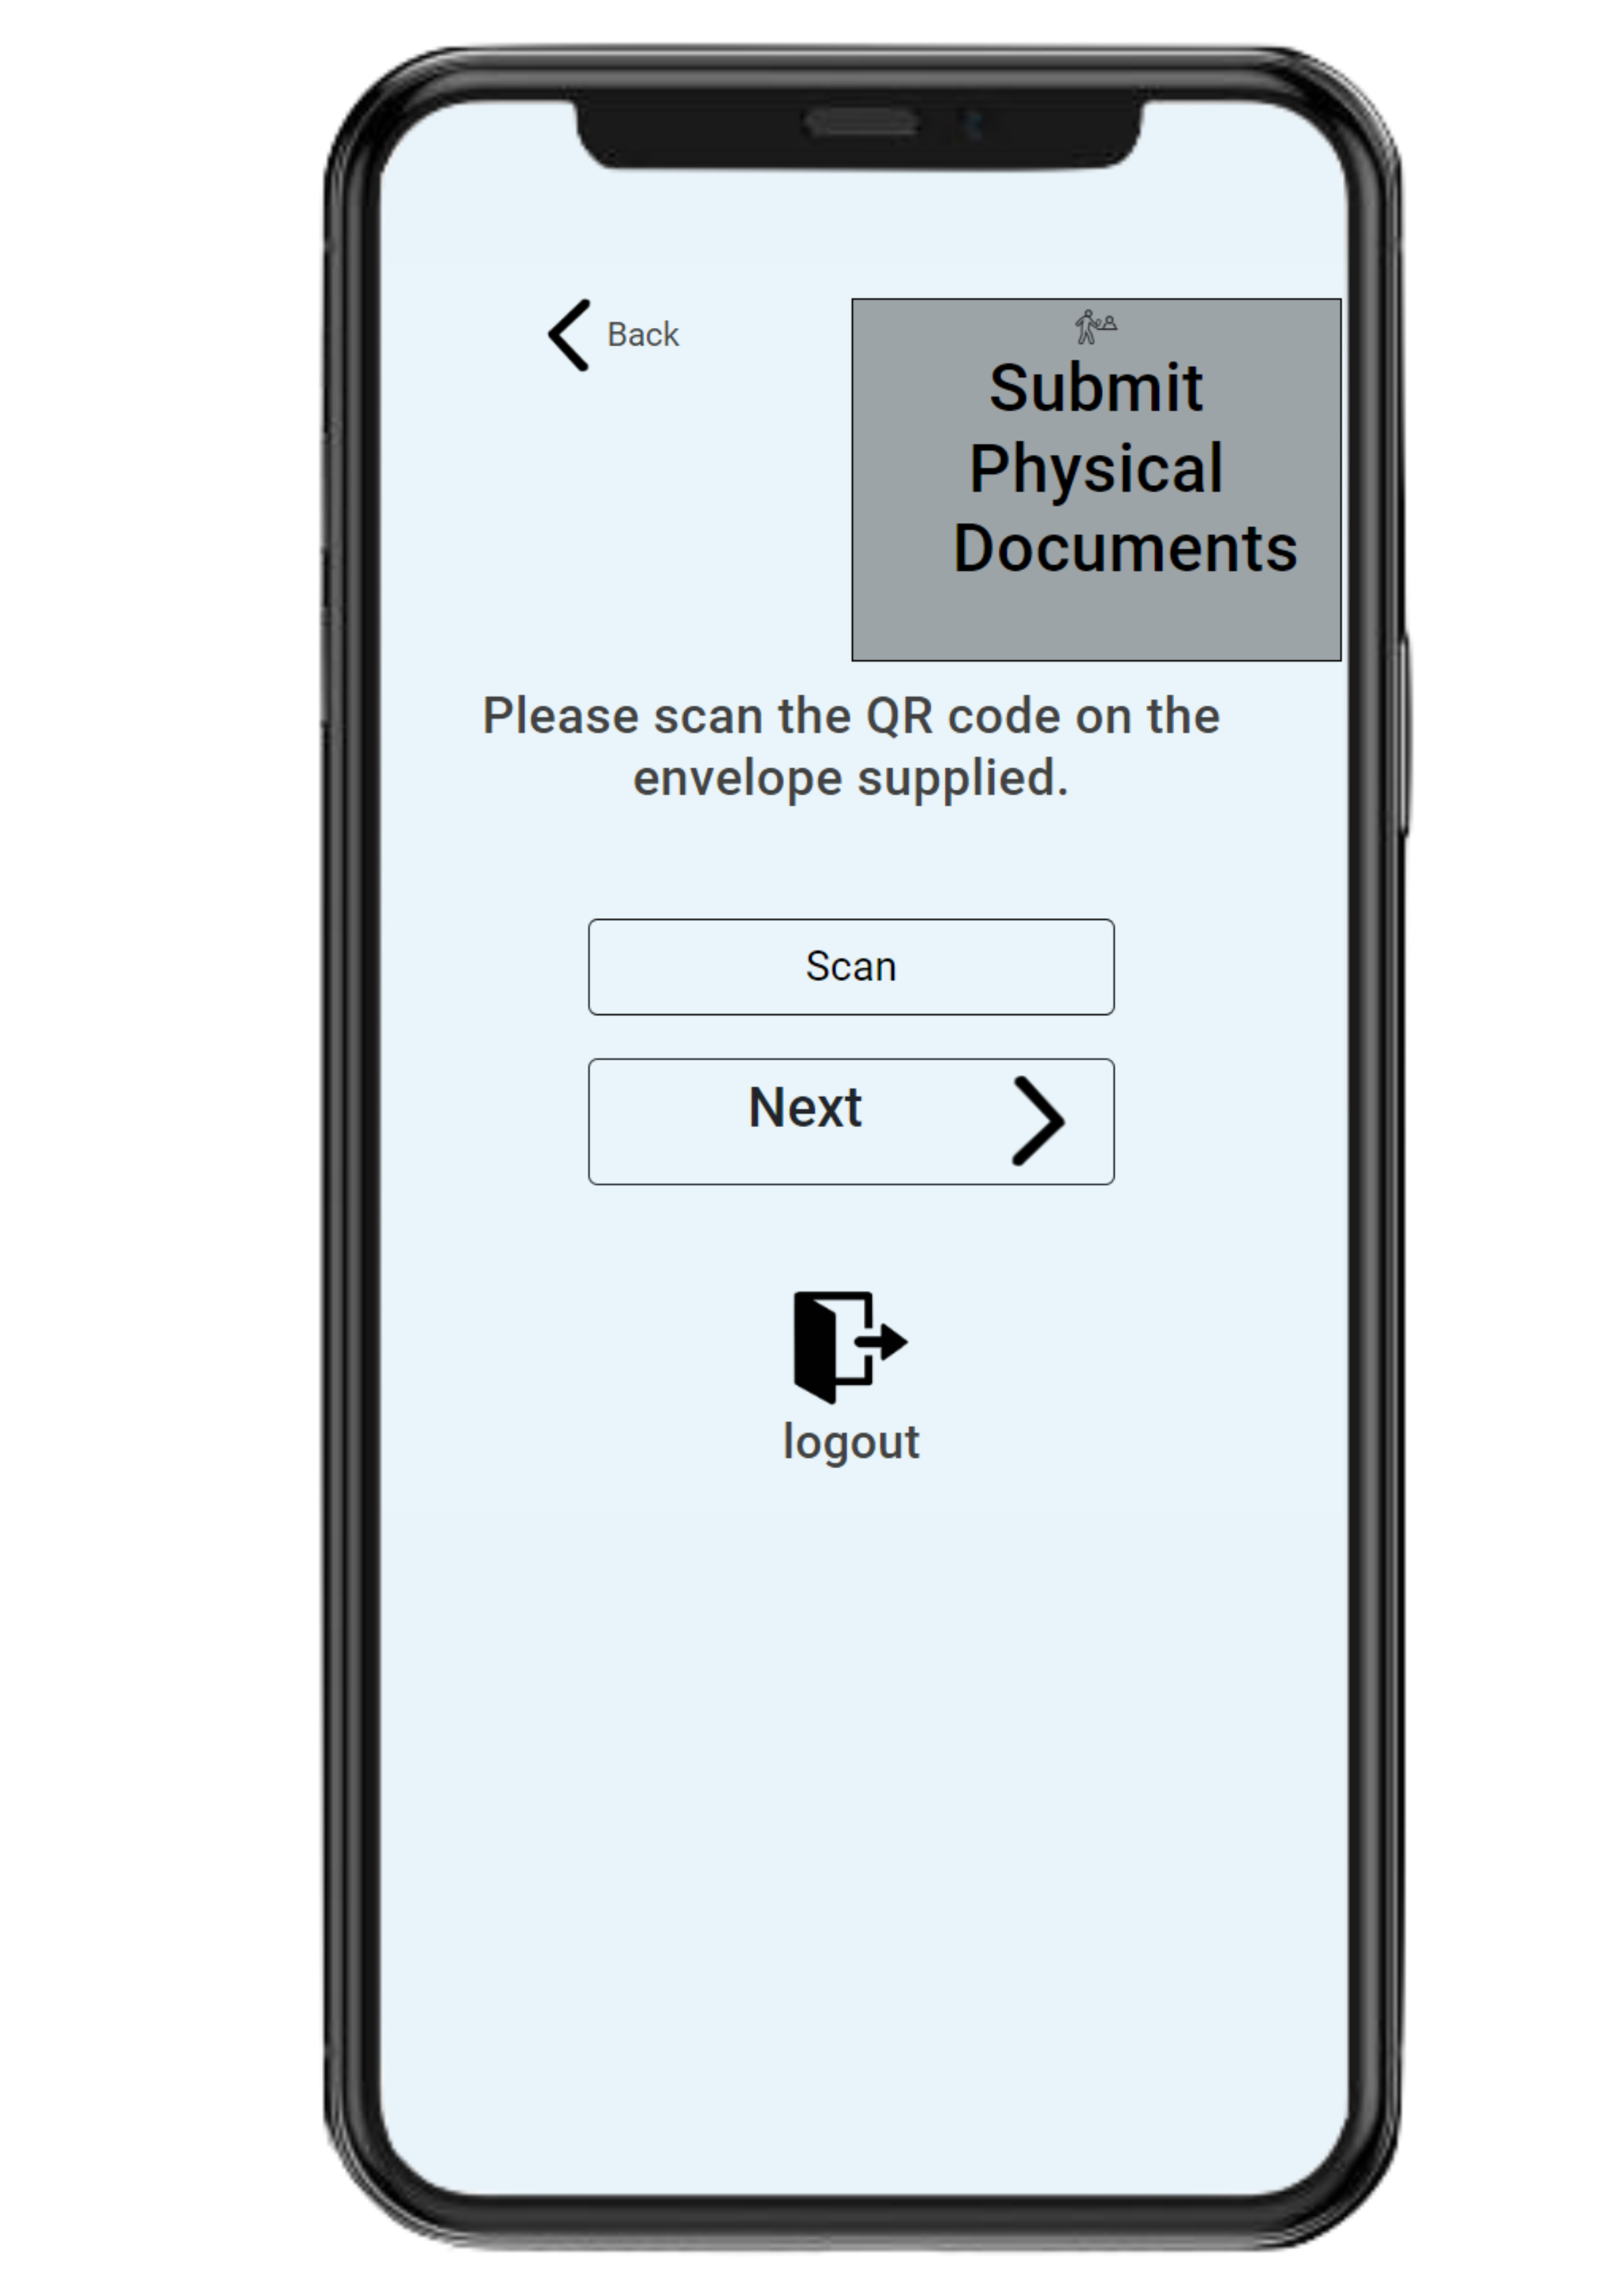 Back
Submit
Physical
Documents
Please scan the QR code on the
envelope supplied.
Scan
Next
logout